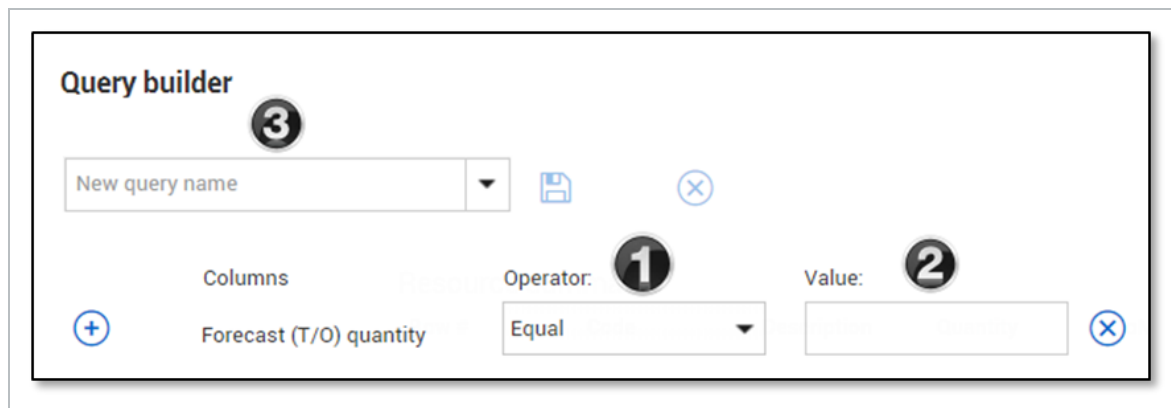 Query builder
3
New query name
Columns
Operator:
1
Value:
2
Forecast (T/O) quantity
Equal